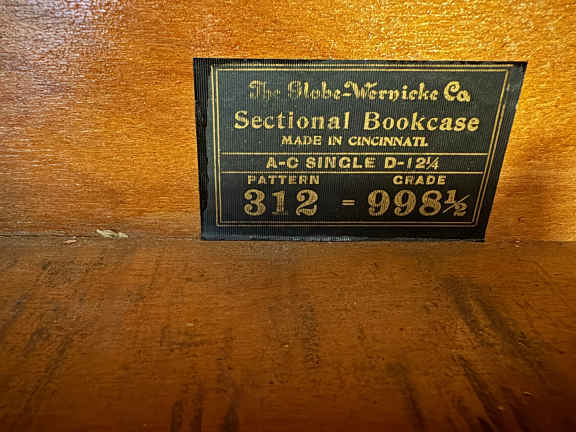 The Globe-Wernicke Co.
Sectional Bookcase
MADE IN CINCINNATI.
A-C SINGLE D-12¼
PATTERN GRADE
312 = 998½